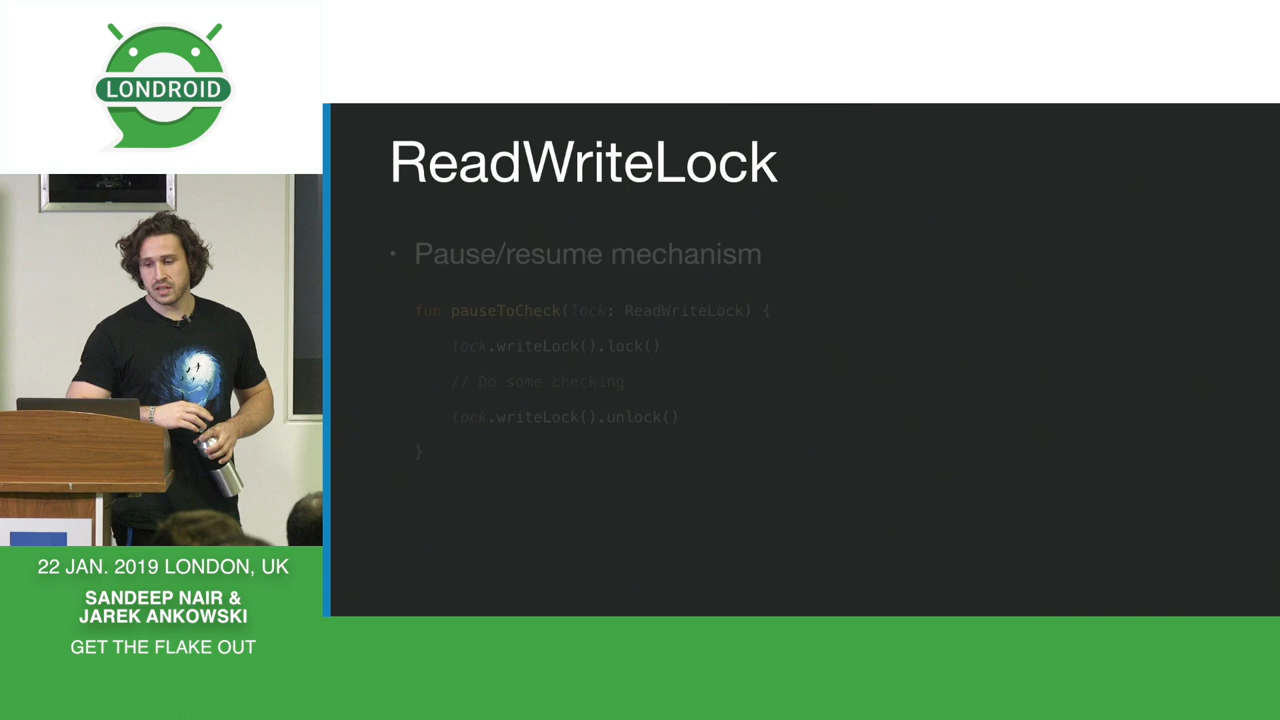 LONDROID
ReadWriteLock
• Pause/resume mechanism
fun pauseToCheck(lock: ReadWriteLock) {
lock.writeLock().lock()
// Do some checking
lock.writeLock().unlock()
}
22 JAN. 2019 LONDON, UK
SANDEEP NAIR &
JAREK ANKOWSKI
GET THE FLAKE OUT